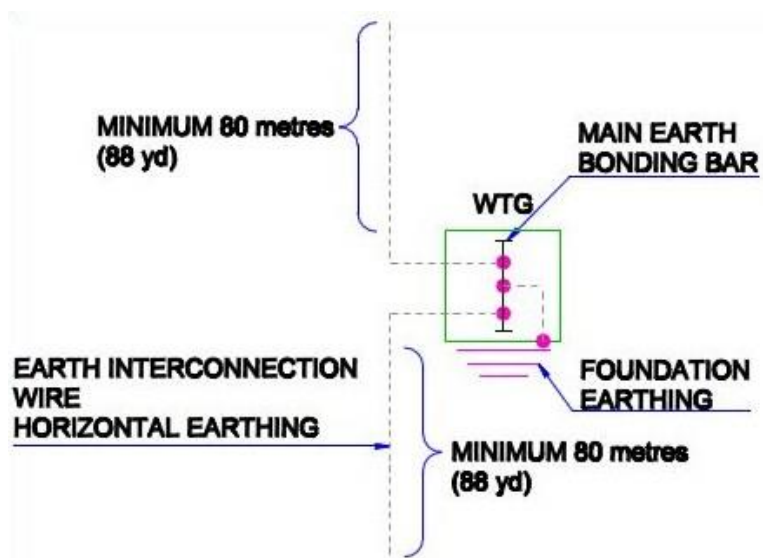 MINIMUM 80 metres
(88 yd)
MAIN EARTH
BONDING BAR
WTG
EARTH INTERCONNECTION
WIRE
HORIZONTAL EARTHING
FOUNDATION
EARTHING
MINIMUM 80 metres
(88 yd)